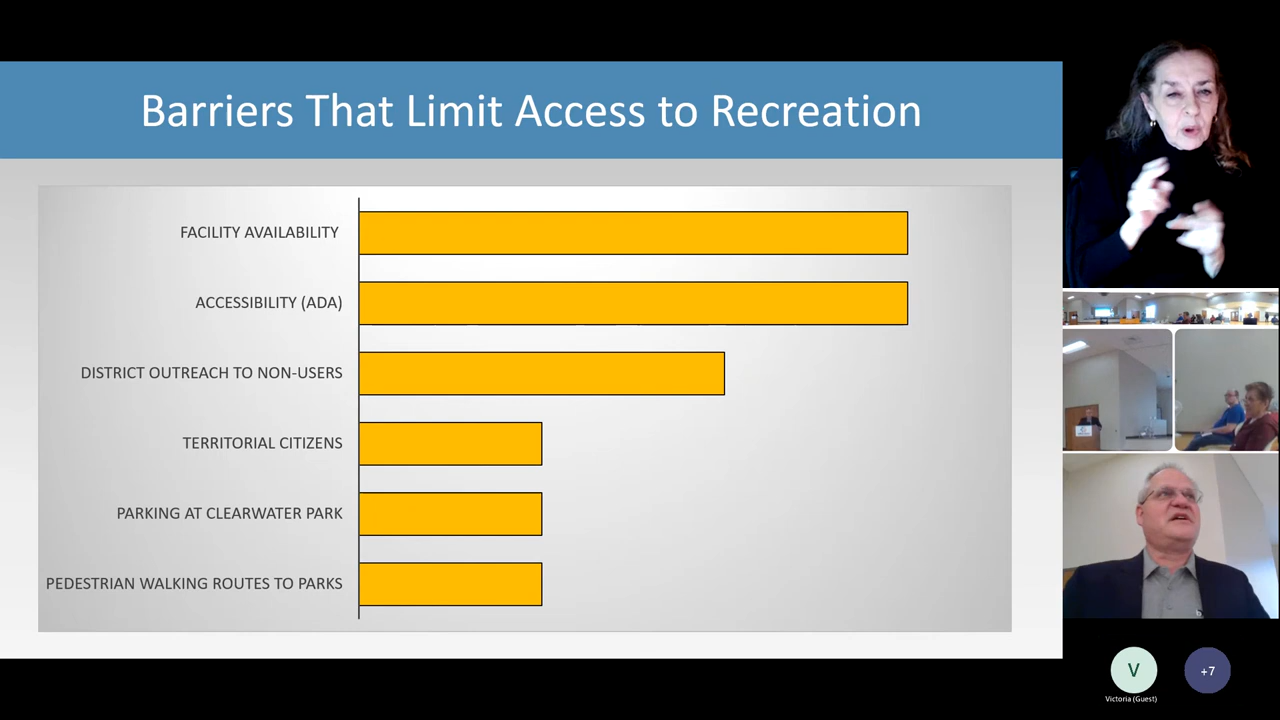 Barriers That Limit Access to Recreation
FACILITY AVAILABILITY
ACCESSIBILITY (ADA)
DISTRICT OUTREACH TO NON-USERS
TERRITORIAL CITIZENS
PARKING AT CLEARWATER PARK
PEDESTRIAN WALKING ROUTES TO PARKS
V
+7
Victoria (Guest)